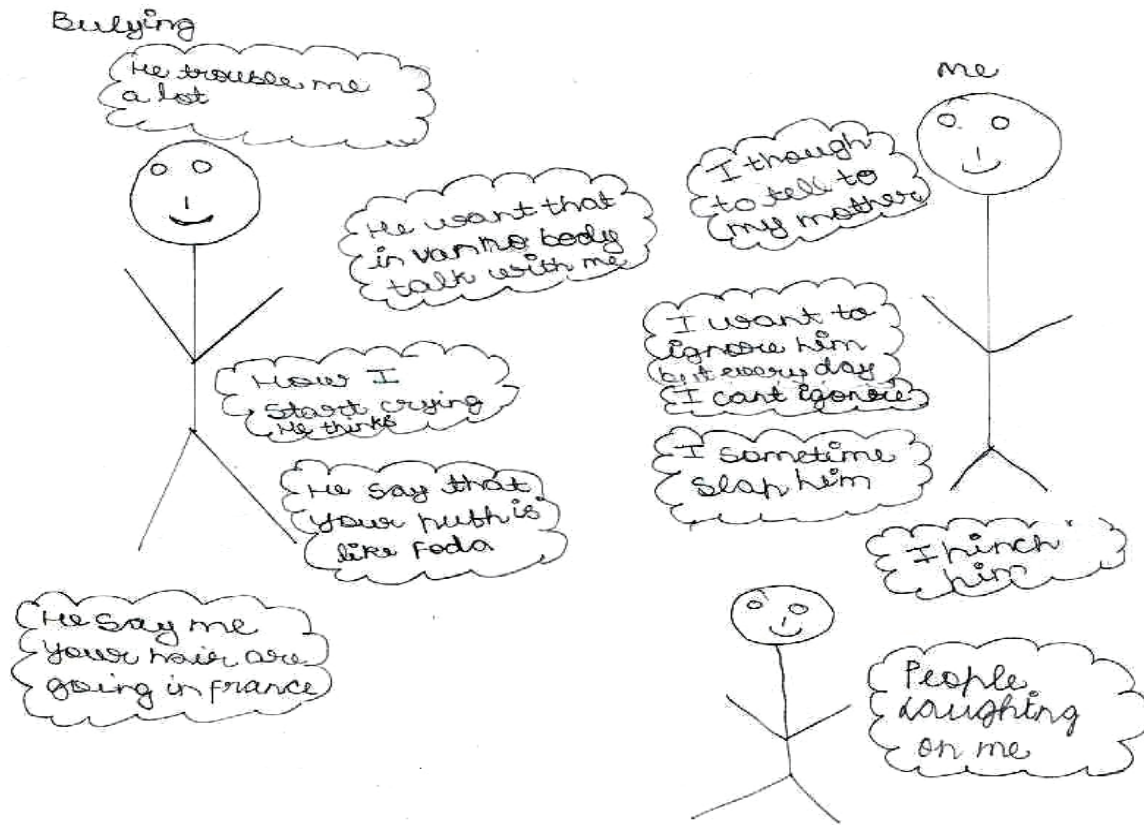 Bullying
He trouble me
a lot
He want that
in van no body
talk with me
How I
start crying
He thinks
He say that
your is
like Foda
He say me
your hair are
going in france
me
I though
to tell to
my mother
I want to
ignore him
but every day
I cant igonore
I sometime
slap him
I pinch
him
People
laughing
on me